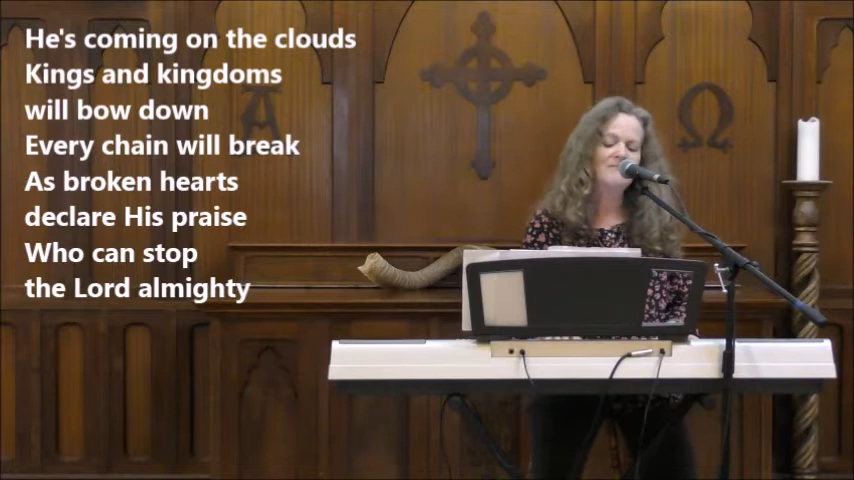 He's coming on the clouds
Kings and kingdoms
will bow down
Every chain will break
As broken hearts
declare His praise
Who can stop
the Lord almighty
Α
Ω